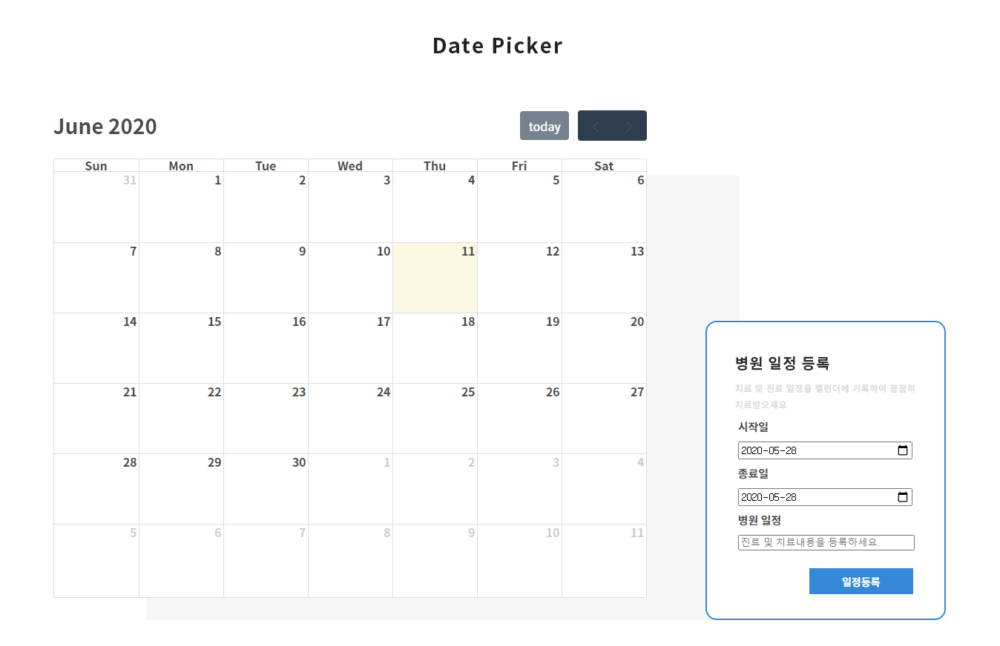 Date Picker
June 2020
today
Sun Mon Tue Wed Thu Fri Sat
31 1 2 3 4 5 6
7 8 9 10 11 12 13
14 15 16 17 18 19 20
21 22 23 24 25 26 27
28 29 30 1 2 3 4
5 6 7 8 9 10 11
병원 일정 등록
치료 및 진료 일정을 캘린더에 기록하여 꼼꼼히
치료받으세요
시작일
2020-05-28
종료일
2020-05-28
병원 일정
진료 및 치료내용을 등록하세요.
일정등록